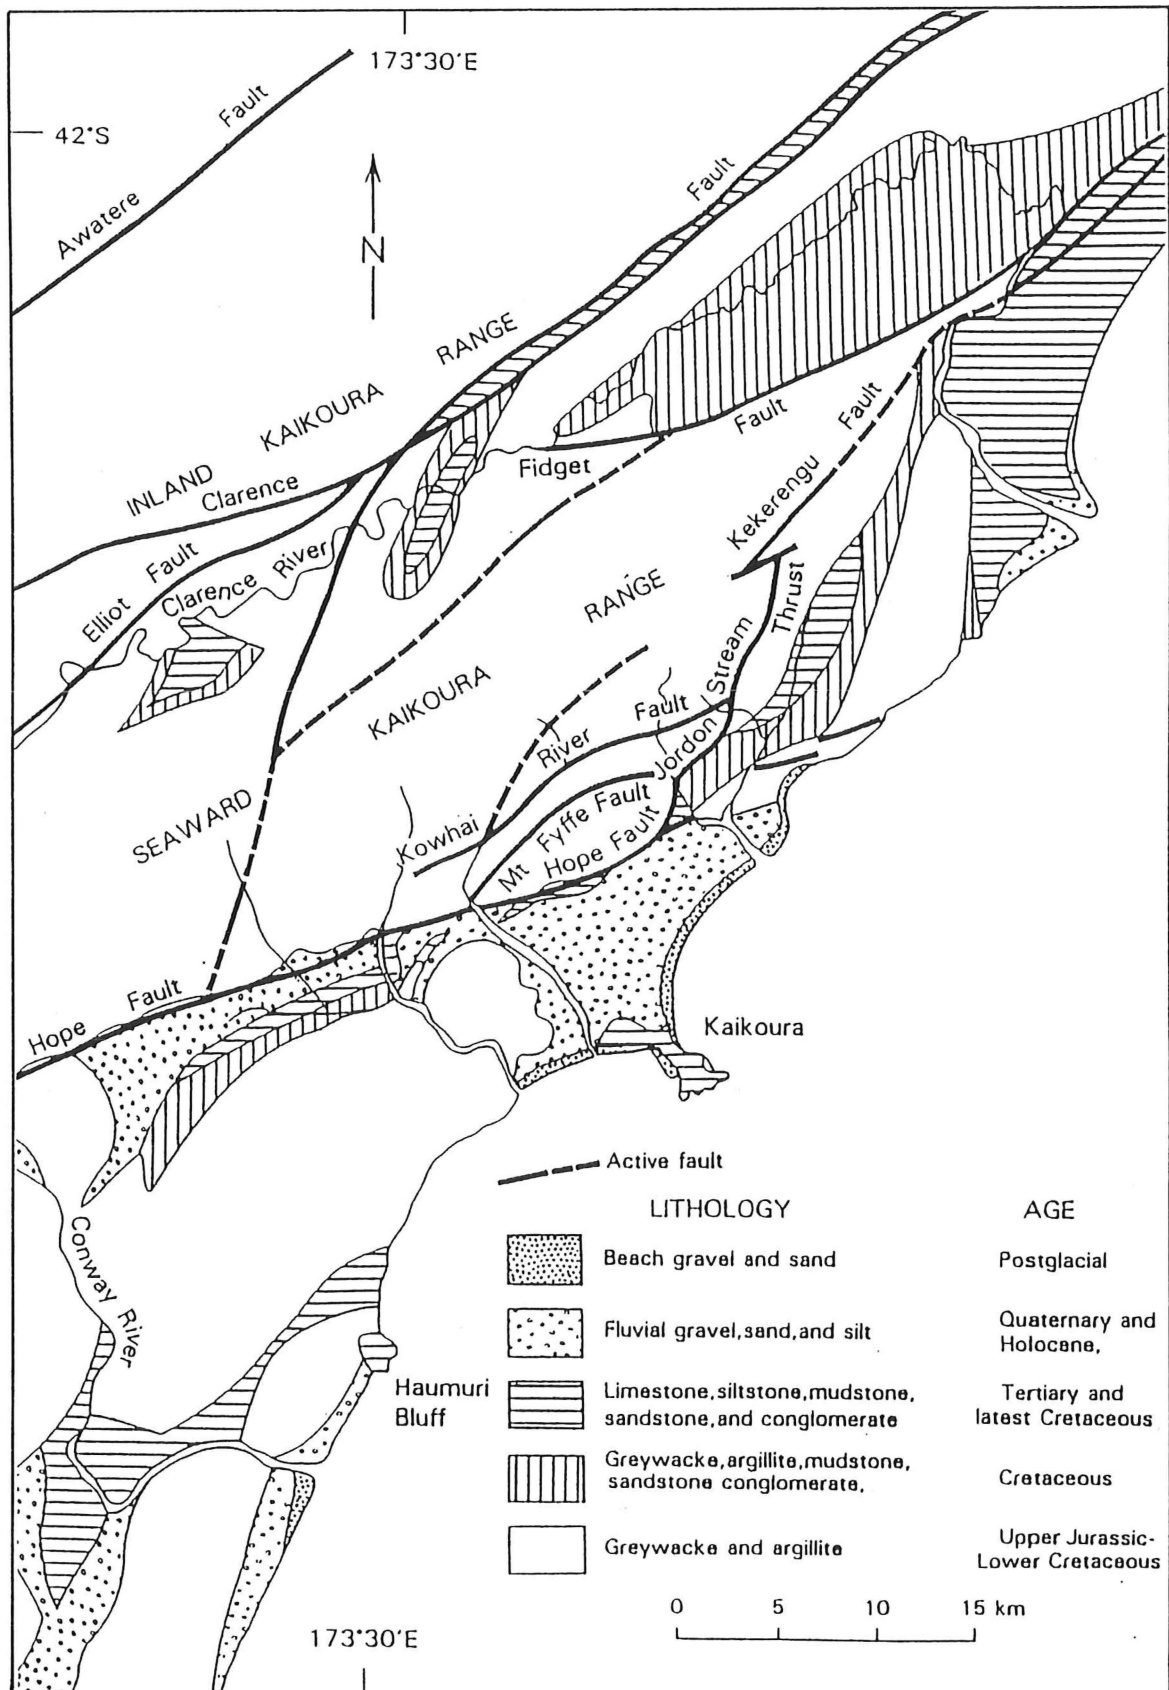 173°30'E
42°S
Awatere Fault
N
Fault
INLAND KAIKOURA RANGE
Clarence
Fidget Fault
Kekerengu Fault
Elliot Fault
Clarence River
SEAWARD KAIKOURA RANGE
Jordon Stream Thrust
Kowhai River Fault
Mt Fyffe Fault
Hope Fault
Hope Fault
Kaikoura
Conway River
Haumuri
Bluff
Active fault
LITHOLOGY AGE
Beach gravel and sand Postglacial
Fluvial gravel,sand,and silt Quaternary and
Holocene,
Limestone,siltstone,mudstone, Tertiary and
sandstone,and conglomerate latest Cretaceous
Greywacke,argillite,mudstone,
sandstone conglomerate, Cretaceous
Greywacke and argillite Upper Jurassic-
Lower Cretaceous
0 5 10 15 km
173°30'E